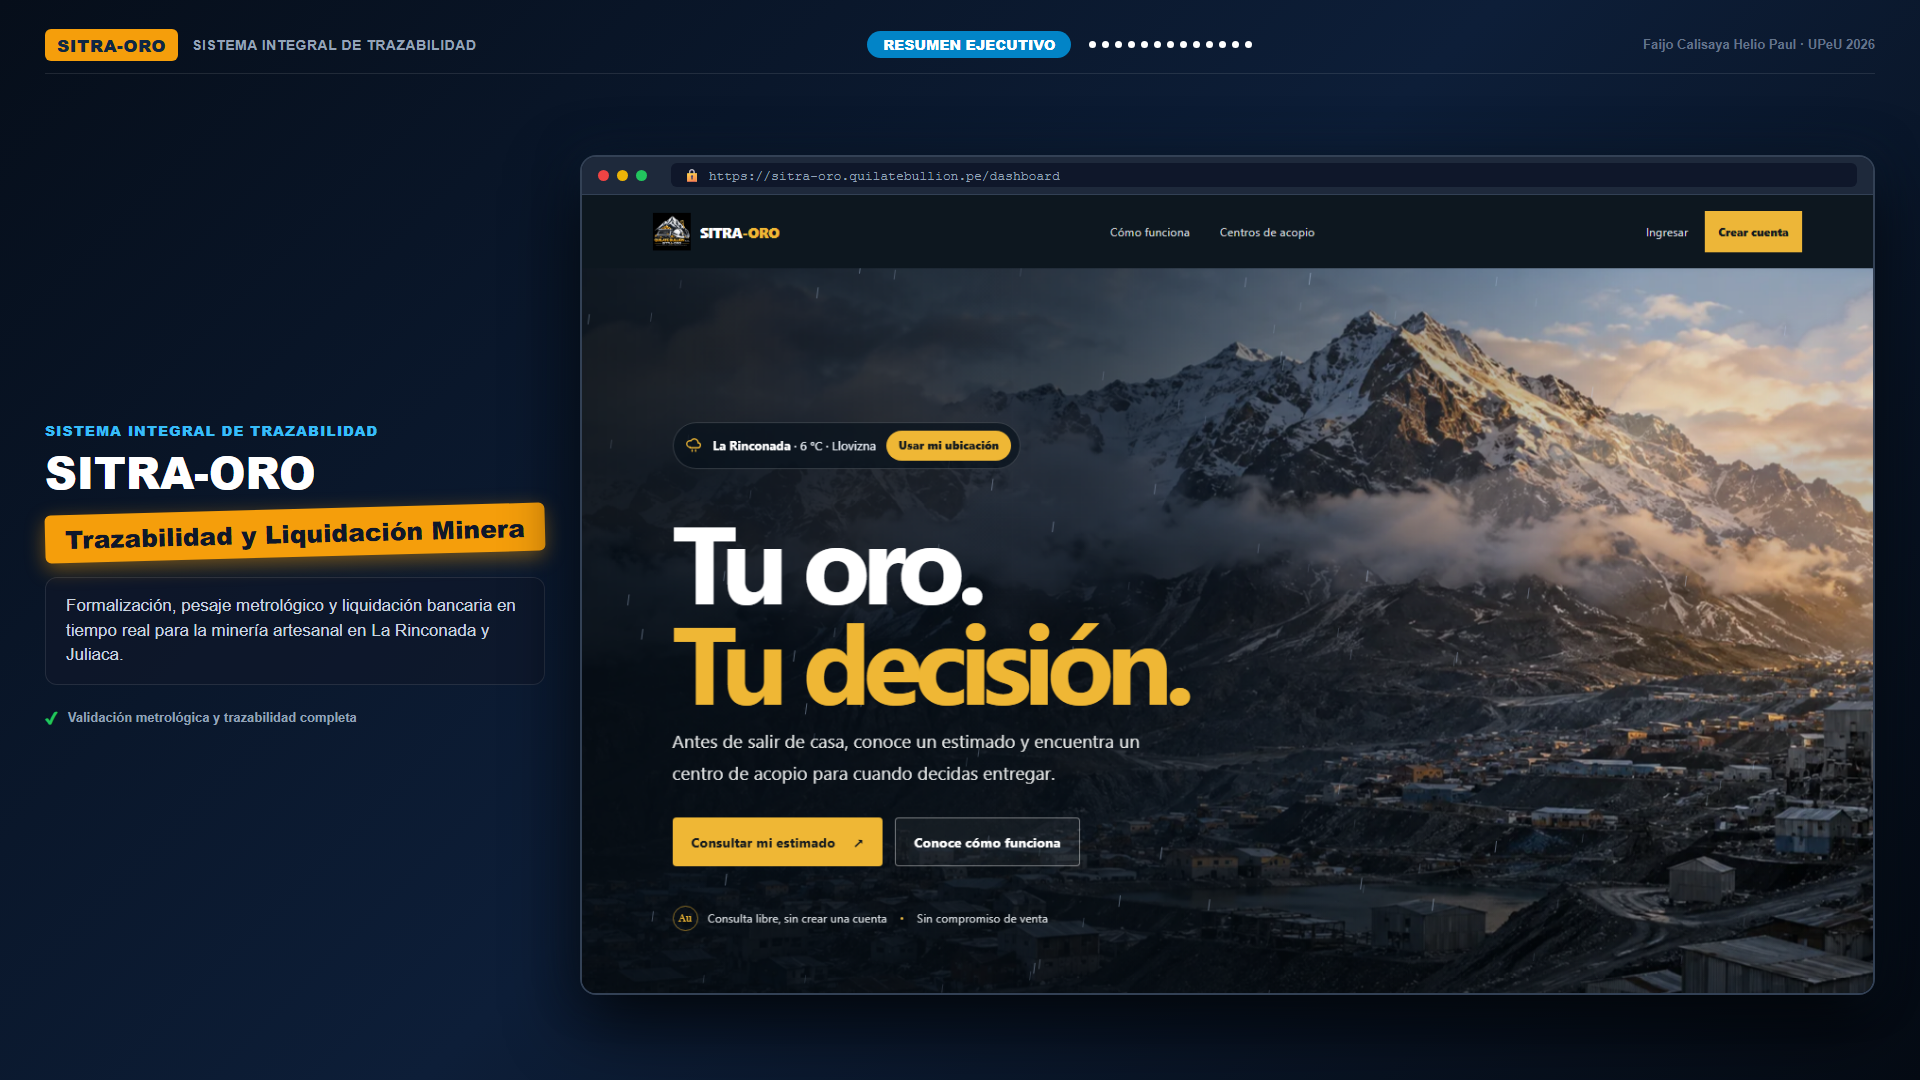 SITRA-ORO
SISTEMA INTEGRAL DE TRAZABILIDAD
RESUMEN EJECUTIVO
Faijo Calisaya Helio Paul · UPeU 2026
SISTEMA INTEGRAL DE TRAZABILIDAD
SITRA-ORO
Trazabilidad y Liquidación Minera
Formalización, pesaje metrológico y liquidación bancaria en
tiempo real para la minería artesanal en La Rinconada y
Juliaca.
✓ Validación metrológica y trazabilidad completa
https://sitra-oro.quilatebullion.pe/dashboard
SITRA-ORO
Cómo funciona
Centros de acopio
Ingresar
Crear cuenta
La Rinconada · 6 °C · Llovizna
Usar mi ubicación
Tu oro.
Tu decisión.
Antes de salir de casa, conoce un estimado y encuentra un
centro de acopio para cuando decidas entregar.
Consultar mi estimado ↗
Conoce cómo funciona
Au
Consulta libre, sin crear una cuenta • Sin compromiso de venta